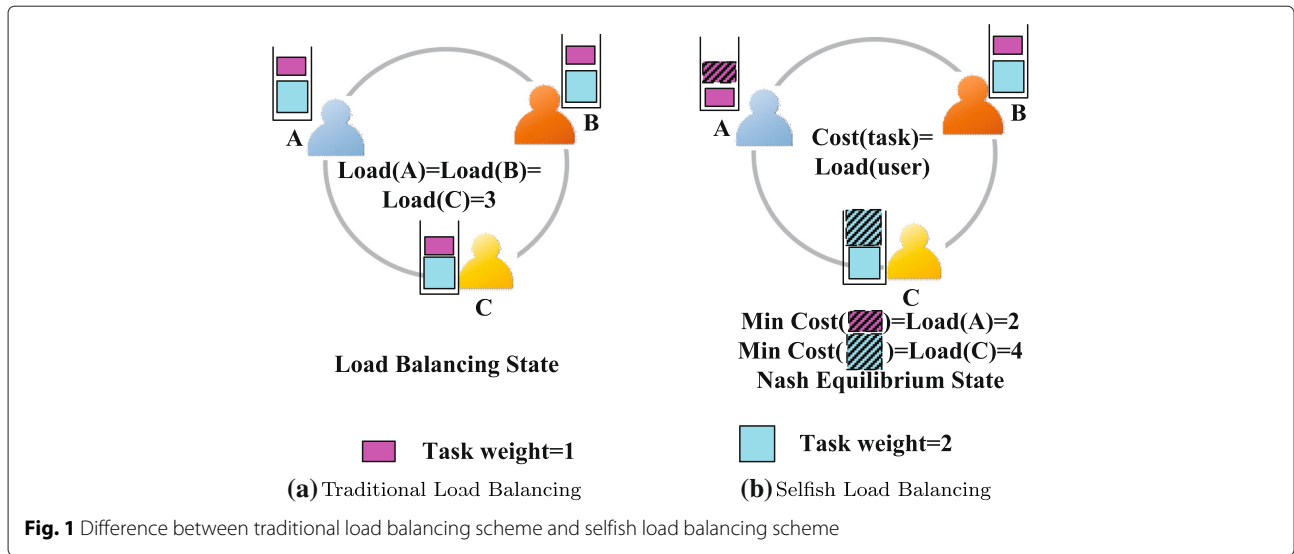 A
B
Load(A)=Load(B)=
Load(C)=3
C
Load Balancing State
Task weight=1
(a) Traditional Load Balancing
A
B
Cost(task)=
Load(user)
C
Min Cost( )=Load(A)=2
Min Cost( )=Load(C)=4
Nash Equilibrium State
Task weight=2
(b) Selfish Load Balancing
Fig. 1 Difference between traditional load balancing scheme and selfish load balancing scheme